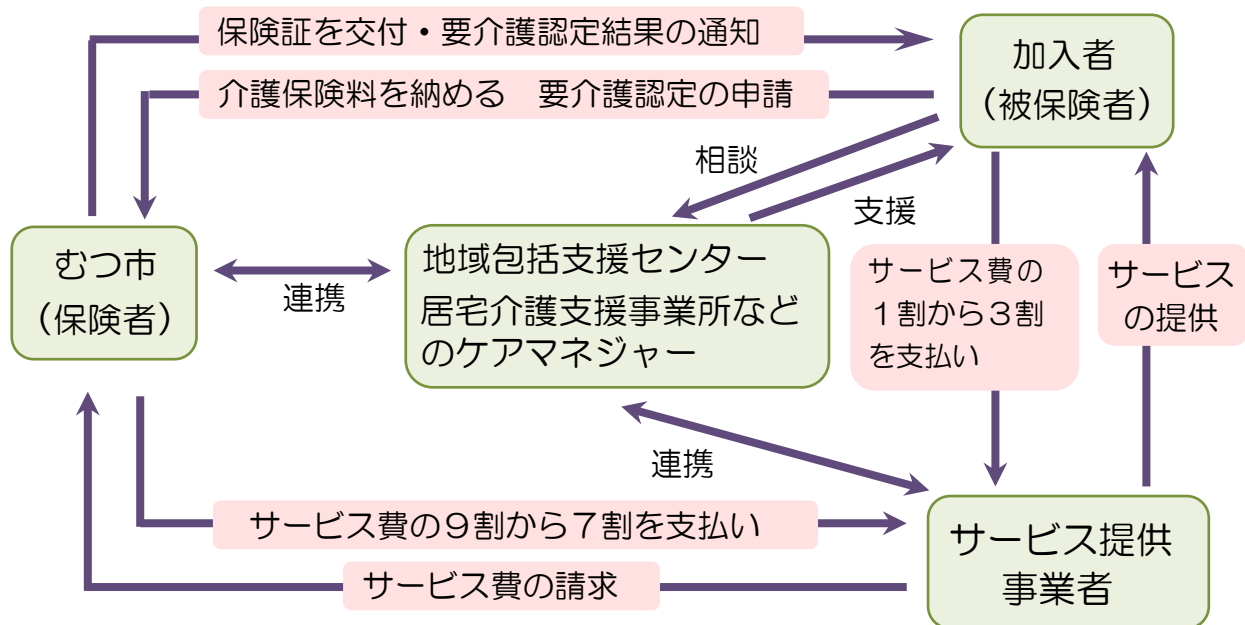 保険証を交付・要介護認定結果の通知
介護保険料を納める　要介護認定の申請
加入者
（被保険者）
相談
支援
むつ市
（保険者）
連携
地域包括支援センター
居宅介護支援事業所など
のケアマネジャー
サービス費の
１割から３割
を支払い
サービス
の提供
連携
サービス費の９割から７割を支払い
サービス費の請求
サービス提供
事業者